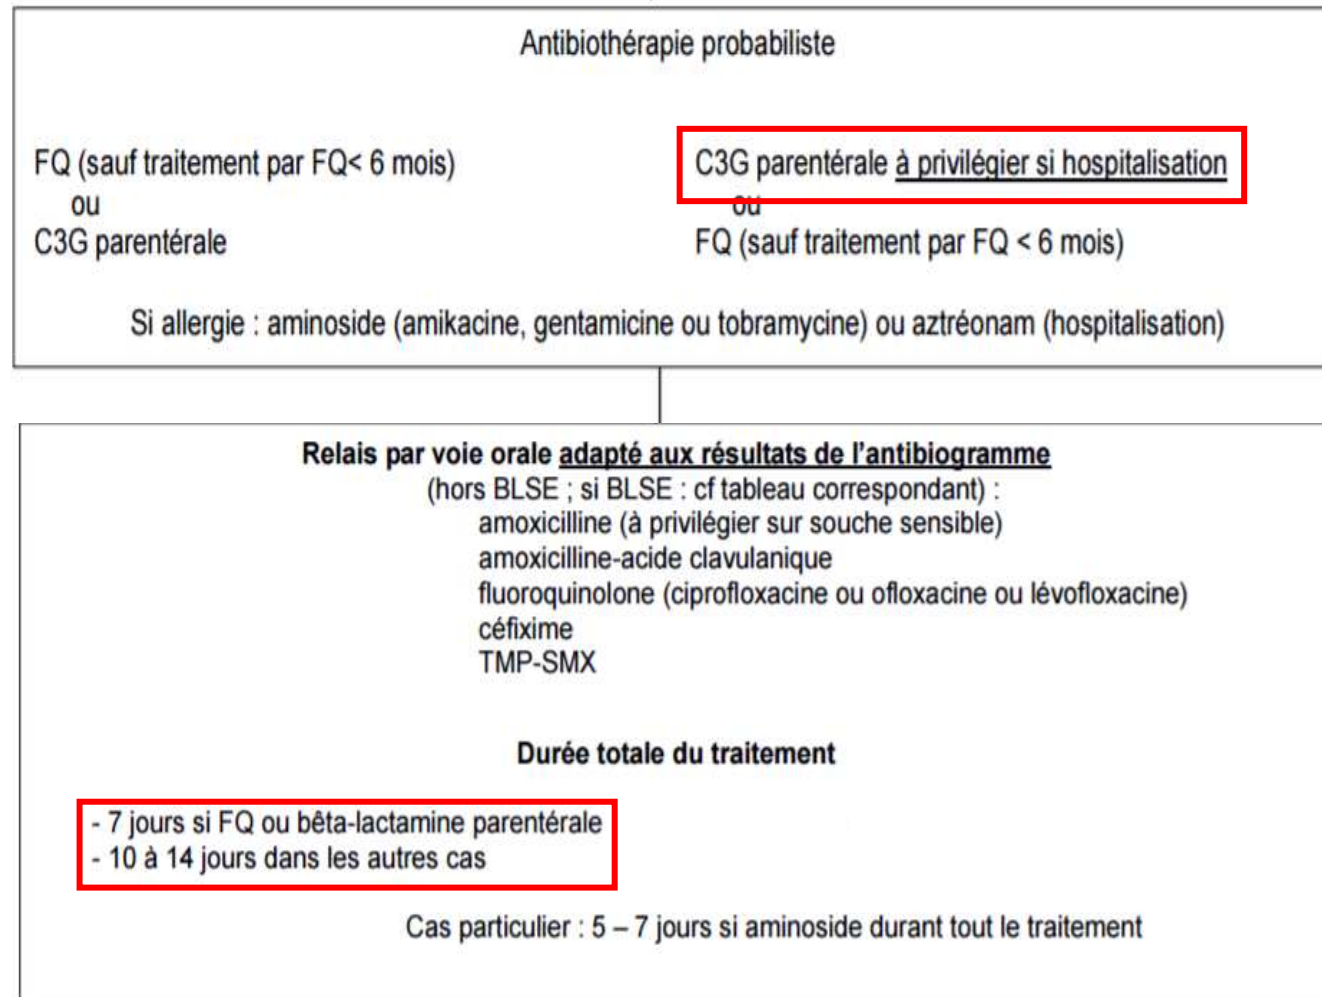 Antibiothérapie probabiliste
FQ (sauf traitement par FQ< 6 mois)
ou
C3G parentérale
C3G parentérale à privilégier si hospitalisation
ou
FQ (sauf traitement par FQ < 6 mois)
Si allergie : aminoside (amikacine, gentamicine ou tobramycine) ou aztréonam (hospitalisation)
Relais par voie orale adapté aux résultats de l'antibiogramme
(hors BLSE ; si BLSE : cf tableau correspondant) :
amoxicilline (à privilégier sur souche sensible)
amoxicilline-acide clavulanique
fluoroquinolone (ciprofloxacine ou ofloxacine ou lévofloxacine)
céfixime
TMP-SMX
Durée totale du traitement
- 7 jours si FQ ou bêta-lactamine parentérale
- 10 à 14 jours dans les autres cas
Cas particulier : 5 – 7 jours si aminoside durant tout le traitement